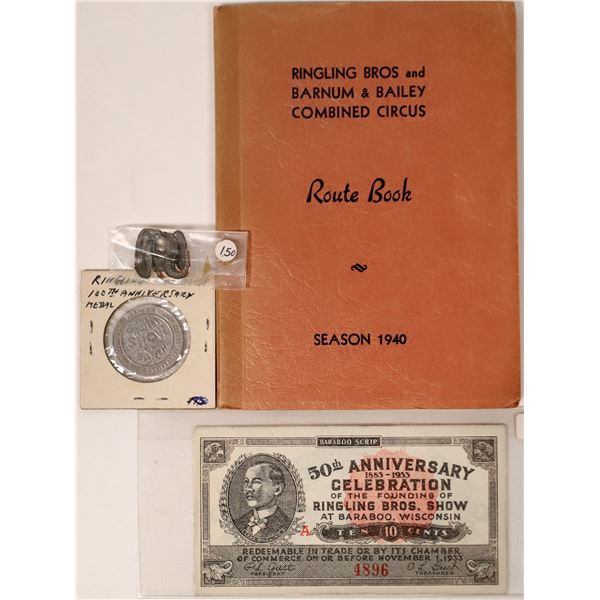 RINGLING BROS and
BARNUM & BAILEY
COMBINED CIRCUS
Route Book
SEASON 1940
150
RINGLING
100TH ANNIVERSARY
MEDAL
BARABOO SCRIP
50th ANNIVERSARY
1883-1933
CELEBRATION
OF THE FOUNDING OF
RINGLING BROS. SHOW
AT BARABOO, WISCONSIN
A
TEN 10 CENTS
REDEEMABLE IN TRADE OR BY ITS CHAMBER
OF COMMERCE ON OR BEFORE NOVEMBER 1, 1933
4896
PRESIDENT
TREASURER